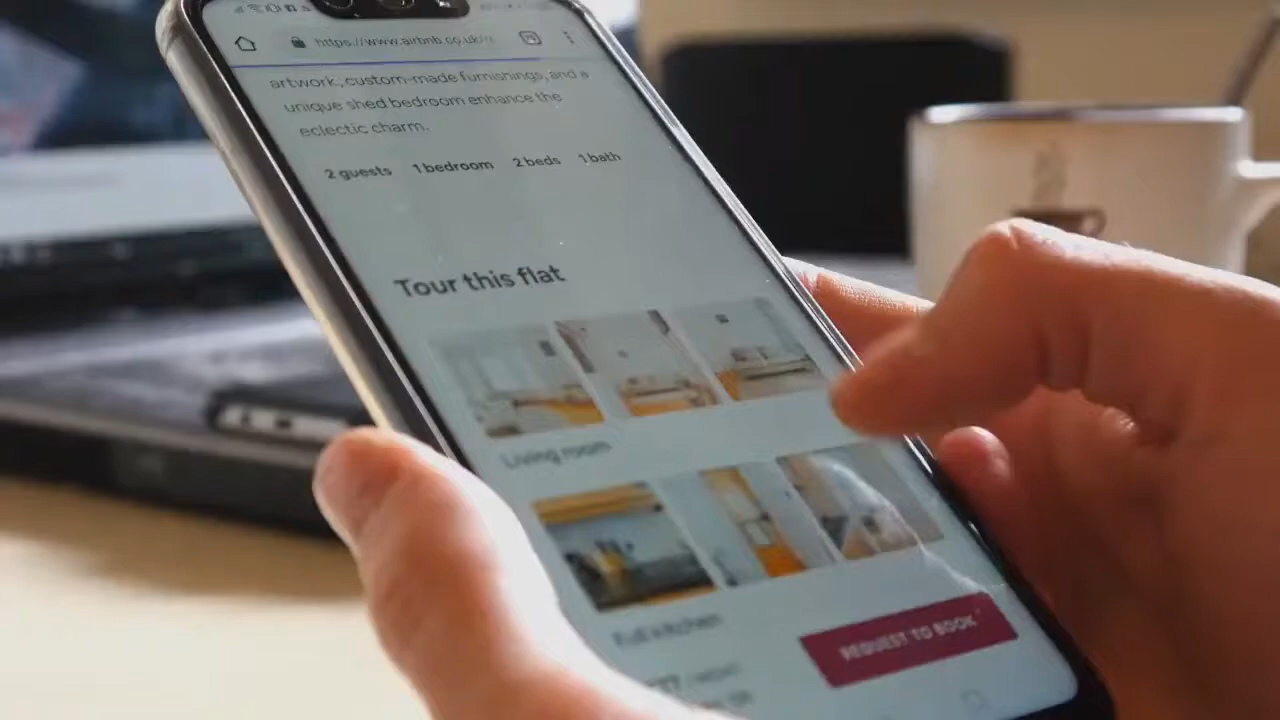 https://www.airbnb.co.uk/
artwork, custom-made furnishings, and a
unique shed bedroom enhance the
eclectic charm.
2 guests 1 bedroom 2 beds 1 bath
Tour this flat
Living room
Full kitchen
REQUEST TO BOOK